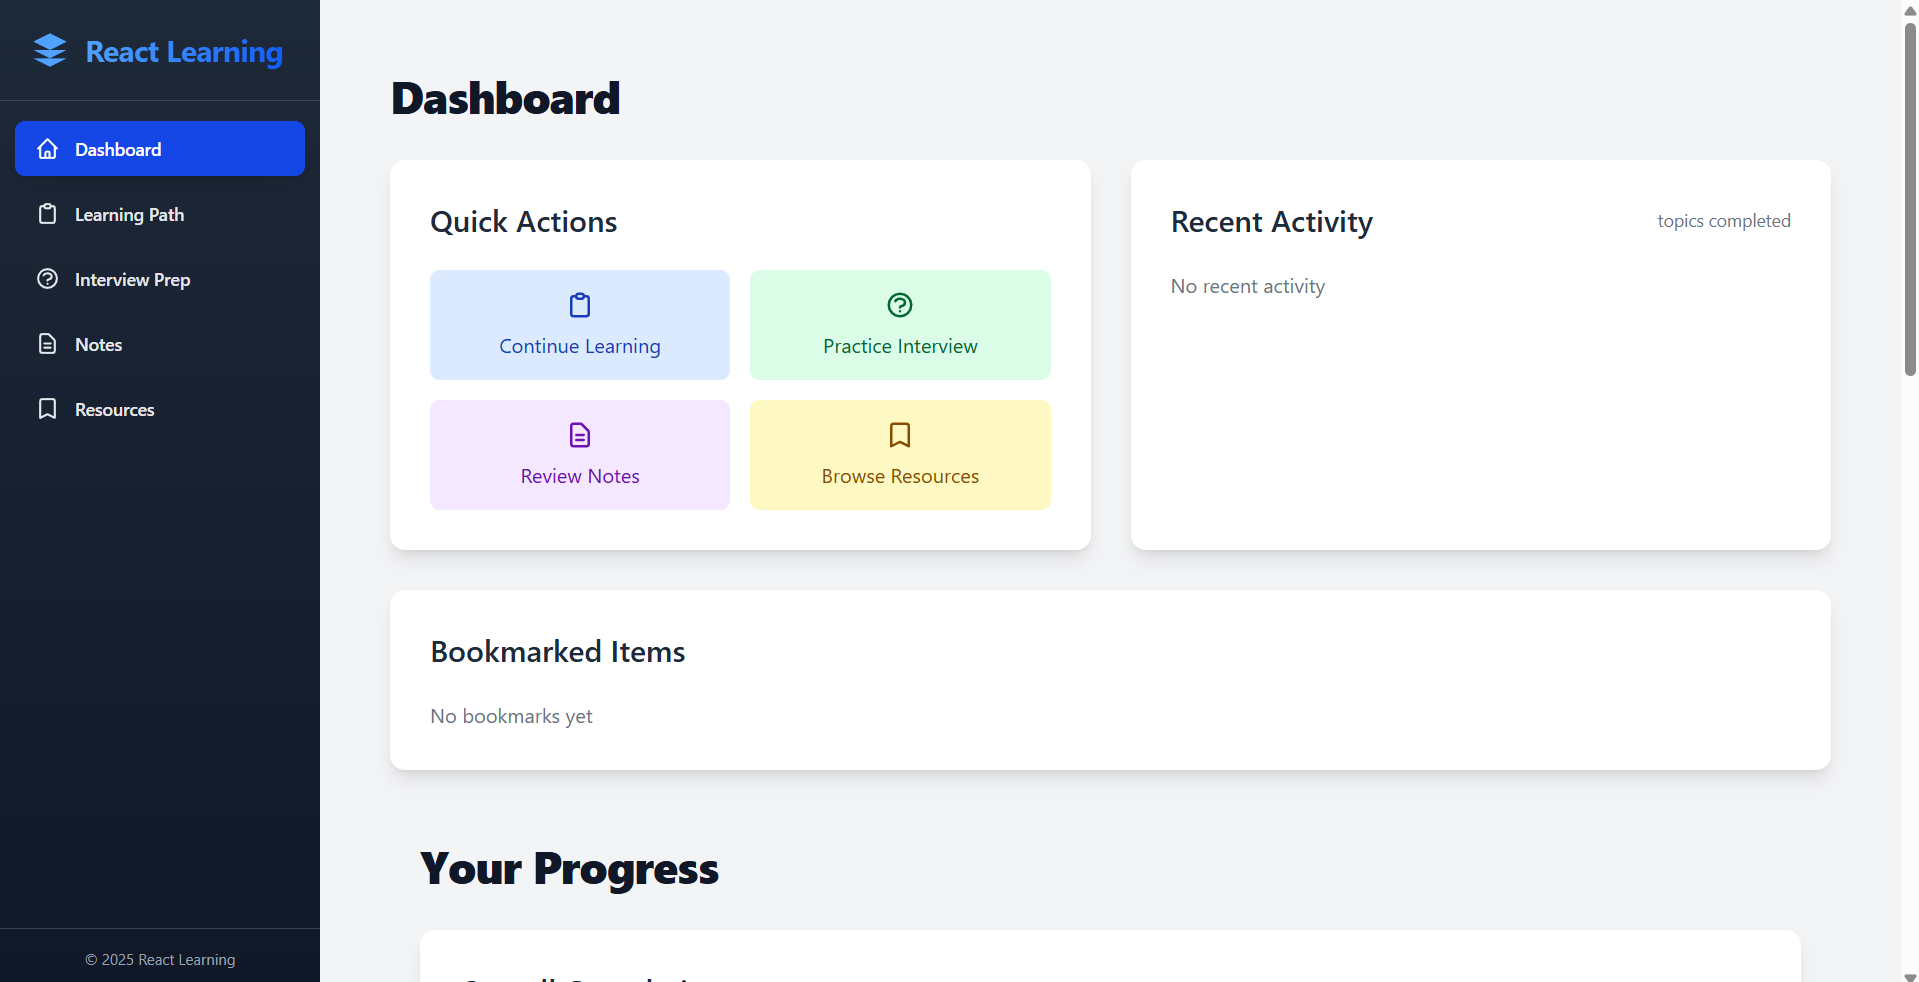 React Learning
Dashboard
Learning Path
Interview Prep
Notes
Resources
© 2025 React Learning
Dashboard
Quick Actions
Continue Learning
Practice Interview
Review Notes
Browse Resources
Recent Activity
topics completed
No recent activity
Bookmarked Items
No bookmarks yet
Your Progress